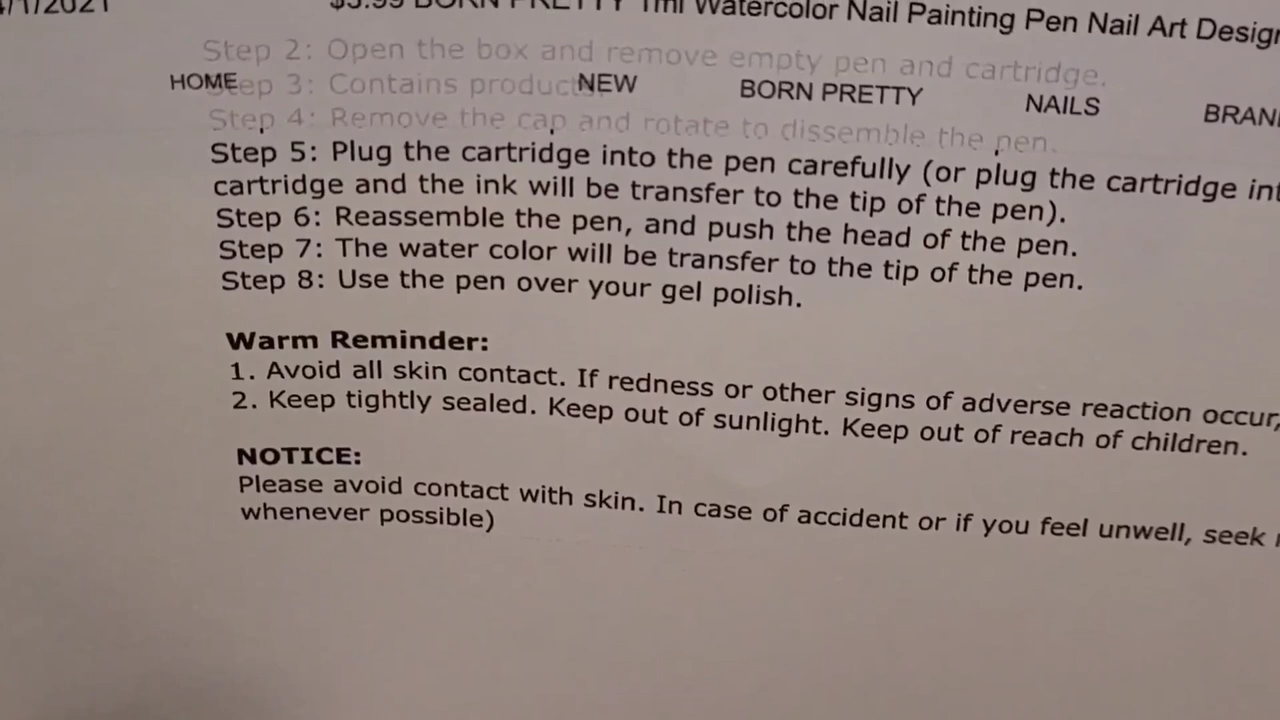 $3.99 BORN PRETTY 1ml Watercolor Nail Painting Pen Nail Art Design
Step 2: Open the box and remove empty pen and cartridge.
HOME NEW BORN PRETTY NAILS
Step 3: Contains products.
Step 4: Remove the cap and rotate to dissemble the pen.
Step 5: Plug the cartridge into the pen carefully (or plug the cartridge
cartridge and the ink will be transfer to the tip of the pen).
Step 6: Reassemble the pen, and push the head of the pen.
Step 7: The water color will be transfer to the tip of the pen.
Step 8: Use the pen over your gel polish.
Warm Reminder:
1. Avoid all skin contact. If redness or other signs of adverse reaction occur,
2. Keep tightly sealed. Keep out of sunlight. Keep out of reach of children.
NOTICE:
Please avoid contact with skin. In case of accident or if you feel unwell, seek
whenever possible)